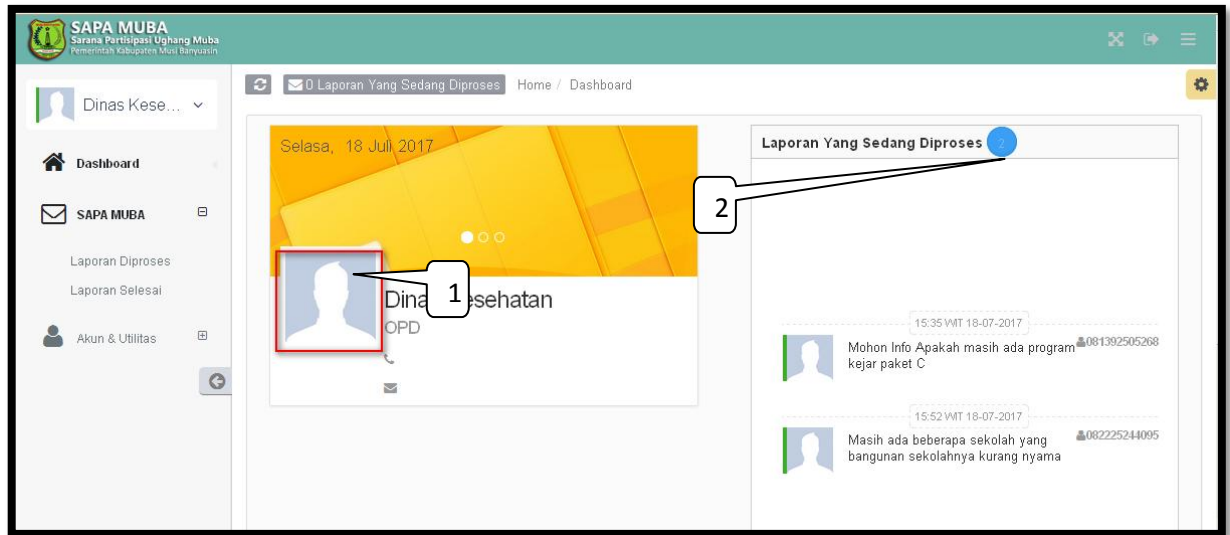 SAPA MUBA
Sarana Partisipasi Ughang Muba
Pemerintah Kabupaten Musi Banyuasin
Dinas Kese...
0 Laporan Yang Sedang Diproses Home / Dashboard
Dashboard
SAPA MUBA
Laporan Diproses
Laporan Selesai
Akun & Utilitas
Selasa, 18 Juli 2017
1
Dina esehatan
OPD
Laporan Yang Sedang Diproses 2
2
15:35 WIT 18-07-2017
Mohon Info Apakah masih ada program 081392505268
kejar paket C
15:52 WIT 18-07-2017
Masih ada beberapa sekolah yang 082225244095
bangunan sekolahnya kurang nyama